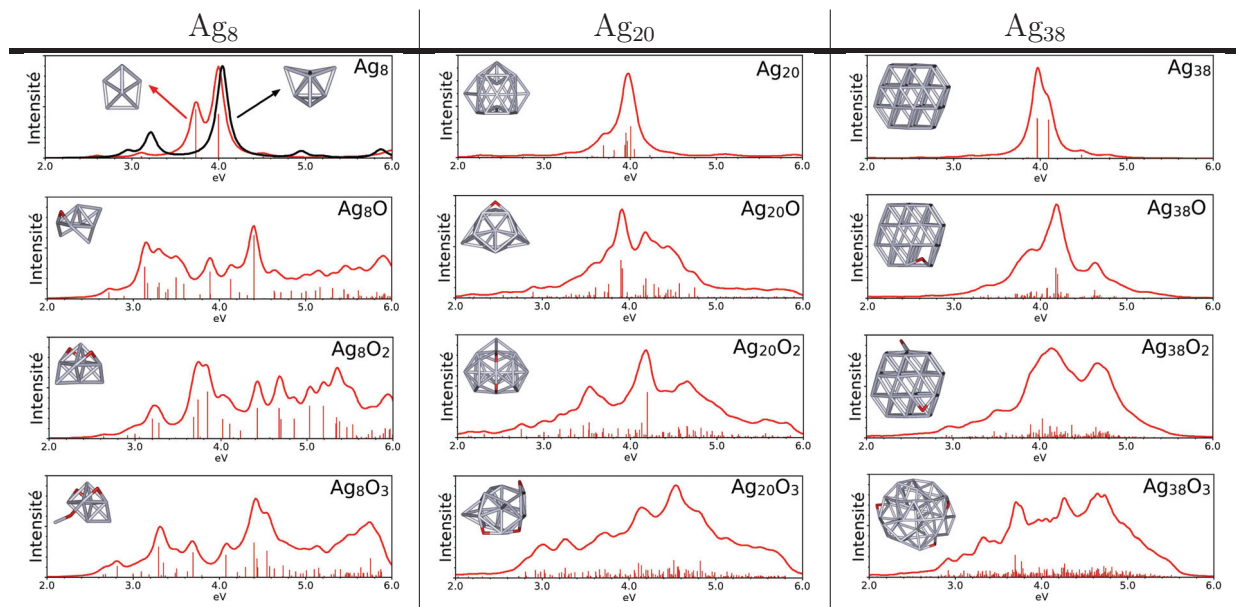 Ag₈ Ag₂₀ Ag₃₈
Intensité
Ag₈
2.0 3.0 4.0 5.0 6.0
eV
Intensité
Ag₂₀
2.0 3.0 4.0 5.0 6.0
eV
Intensité
Ag₃₈
2.0 3.0 4.0 5.0 6.0
eV
Intensité
Ag₈O
2.0 3.0 4.0 5.0 6.0
eV
Intensité
Ag₂₀O
2.0 3.0 4.0 5.0 6.0
eV
Intensité
Ag₃₈O
2.0 3.0 4.0 5.0 6.0
eV
Intensité
Ag₈O₂
2.0 3.0 4.0 5.0 6.0
eV
Intensité
Ag₂₀O₂
2.0 3.0 4.0 5.0 6.0
eV
Intensité
Ag₃₈O₂
2.0 3.0 4.0 5.0 6.0
eV
Intensité
Ag₈O₃
2.0 3.0 4.0 5.0 6.0
eV
Intensité
Ag₂₀O₃
2.0 3.0 4.0 5.0 6.0
eV
Intensité
Ag₃₈O₃
2.0 3.0 4.0 5.0 6.0
eV